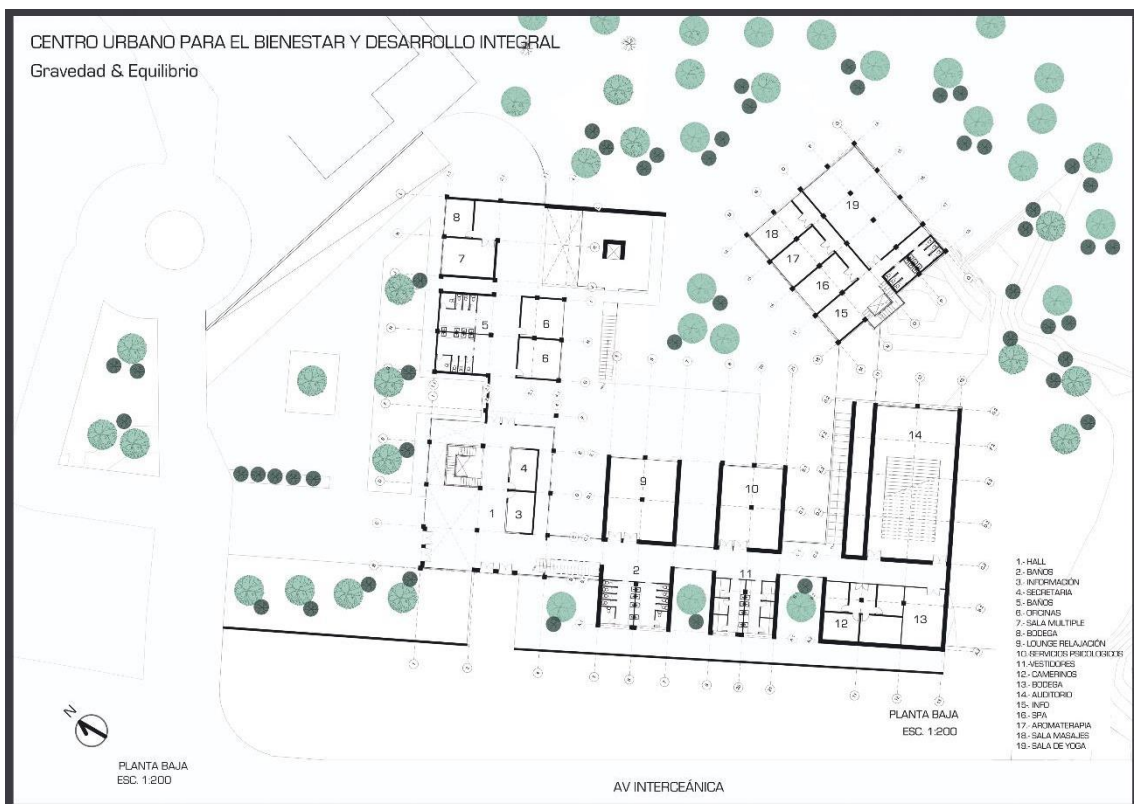 CENTRO URBANO PARA EL BIENESTAR Y DESARROLLO INTEGRAL
Gravedad & Equilibrio
8
7
5
6
6
4
3
1
19
18
17
16
15
9
10
14
2
11
12
13
1.- HALL
2.- BAÑOS
3.- INFORMACIÓN
4.- SECRETARIA
5.- BAÑOS
6.- OFICINAS
7.- SALA MULTIPLE
8.- BODEGA
9.- LOUNGE RELAJACIÓN
10.- SERVICIOS PSICOLOGICOS
11.- VESTIDORES
12.- CAMERINOS
13.- BODEGA
14.- AUDITORIO
15.- INFO
16.- SPA
17.- AROMATERAPIA
18.- SALA MASAJES
19.- SALA DE YOGA
PLANTA BAJA
ESC. 1:200
N
PLANTA BAJA
ESC. 1:200
AV INTERCEÁNICA